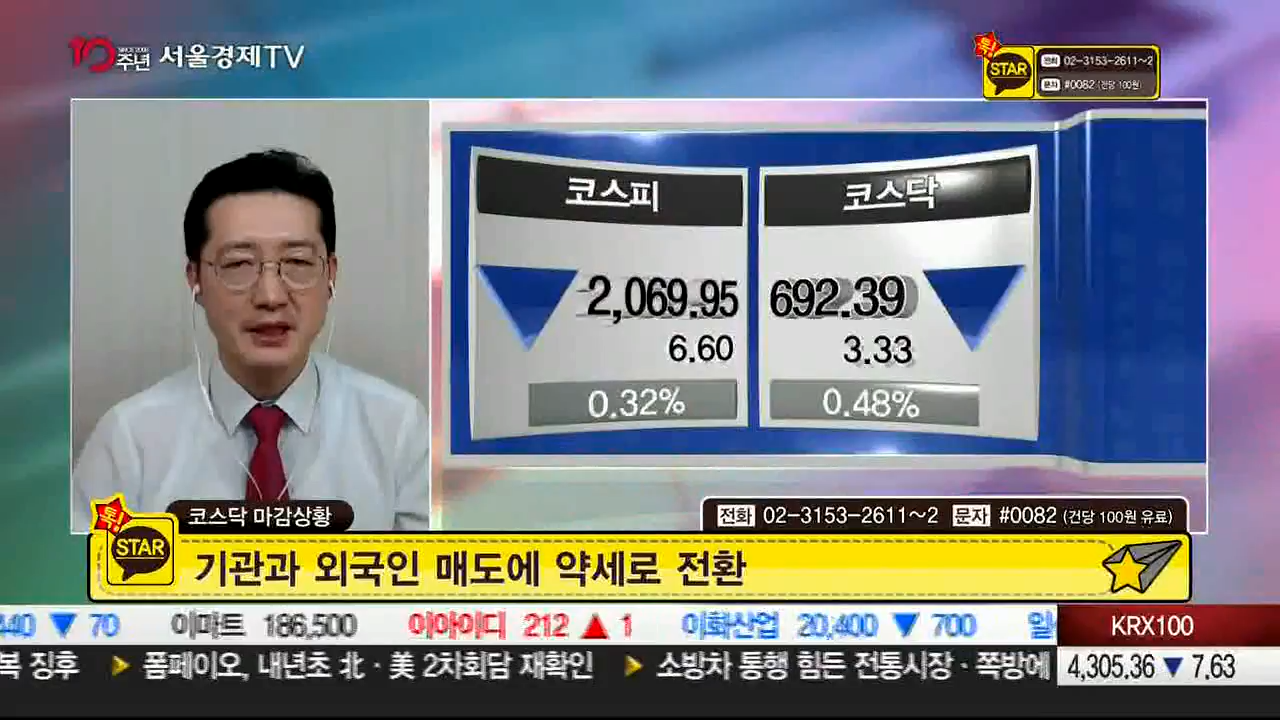 10주년 서울경제TV
톡! STAR
전화 02-3153-2611~2
문자 #0082 (건당 100원)
코스피
2,069.95
6.60
0.32%
코스닥
692.39
3.33
0.48%
코스닥 마감상황
전화 02-3153-2611~2 문자 #0082 (건당 100원 유료)
톡! STAR
기관과 외국인 매도에 약세로 전환
▼ 70 이마트 186,500 이아이디 212 ▲ 1 이화산업 20,400 ▼ 700
KRX100
복 징후 ▶ 폼페이오, 내년초 北·美 2차회담 재확인 ▶ 소방차 통행 힘든 전통시장·쪽방에
4,305.36 ▼ 7.63